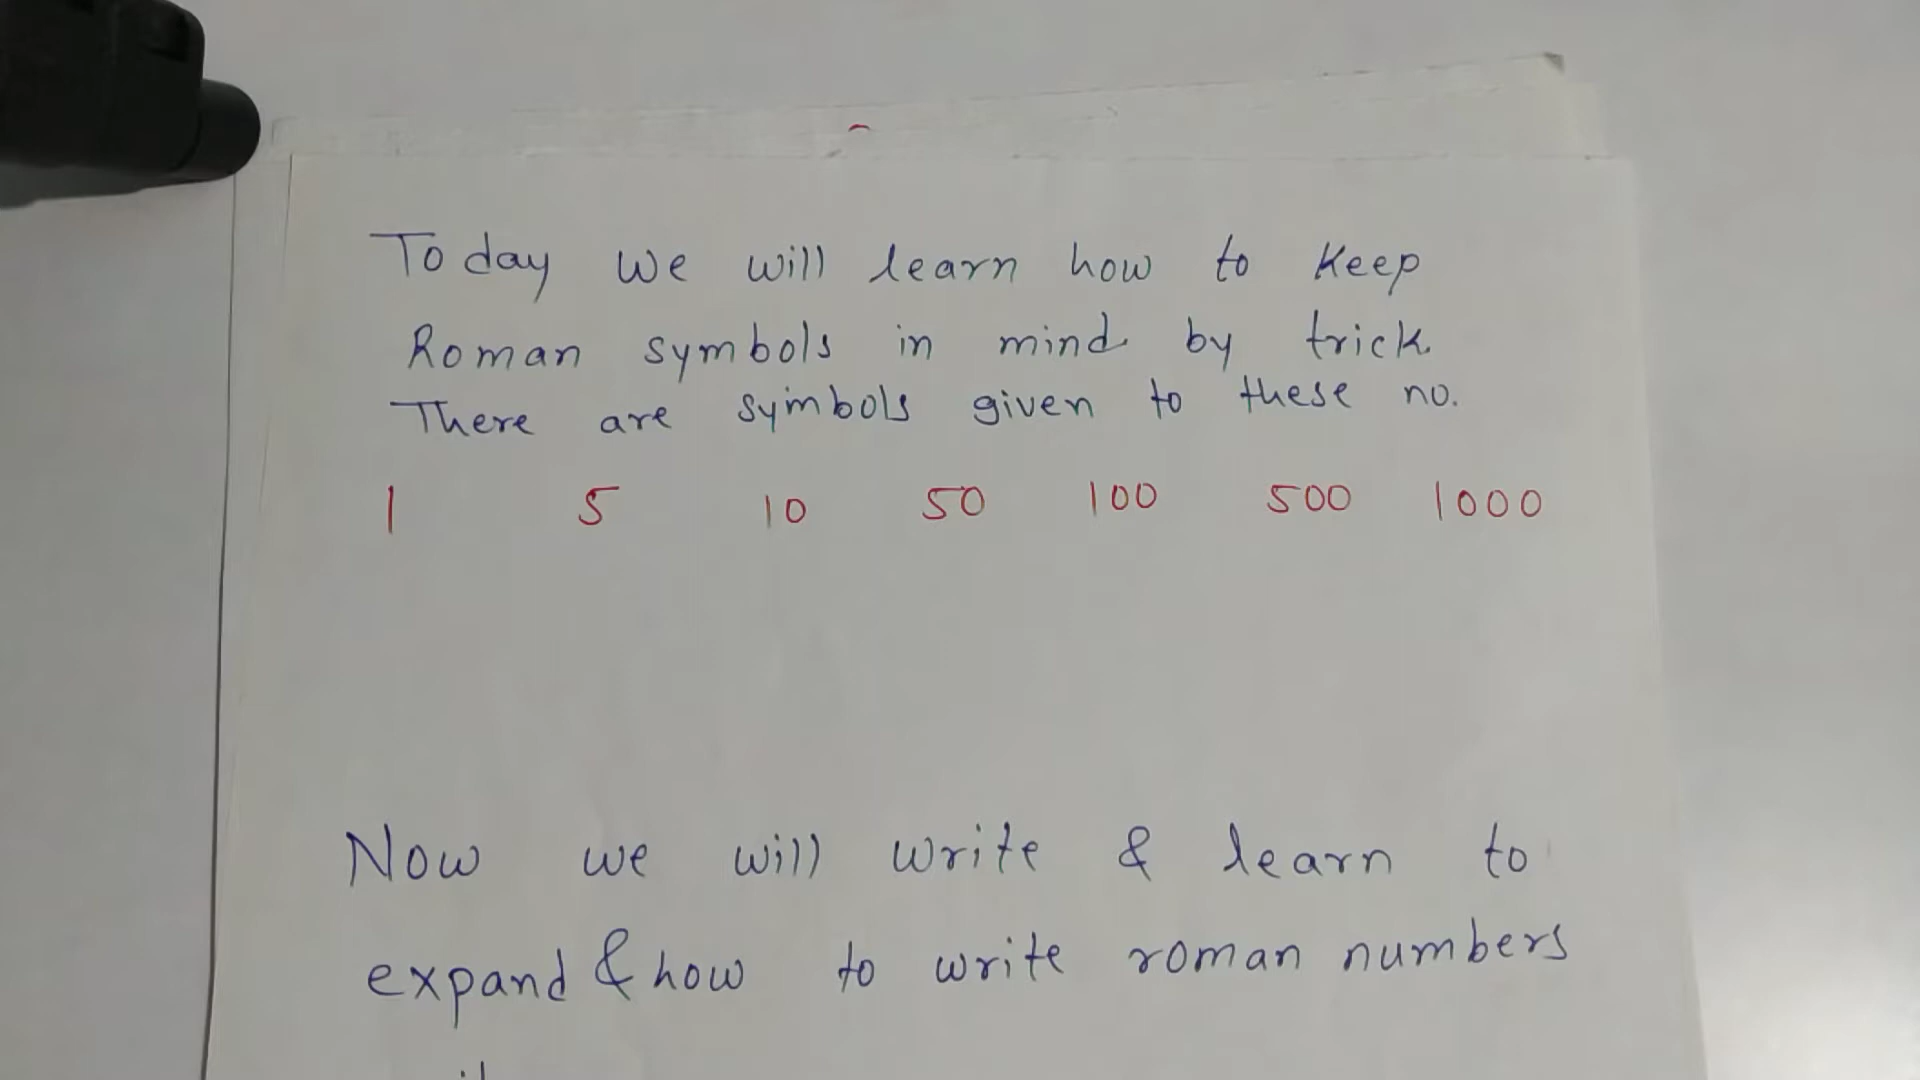 Today we will learn how to keep
Roman symbols in mind by trick.
There are symbols given to these no.
1 5 10 50 100 500 1000
Now we will write & learn to
expand & how to write roman numbers